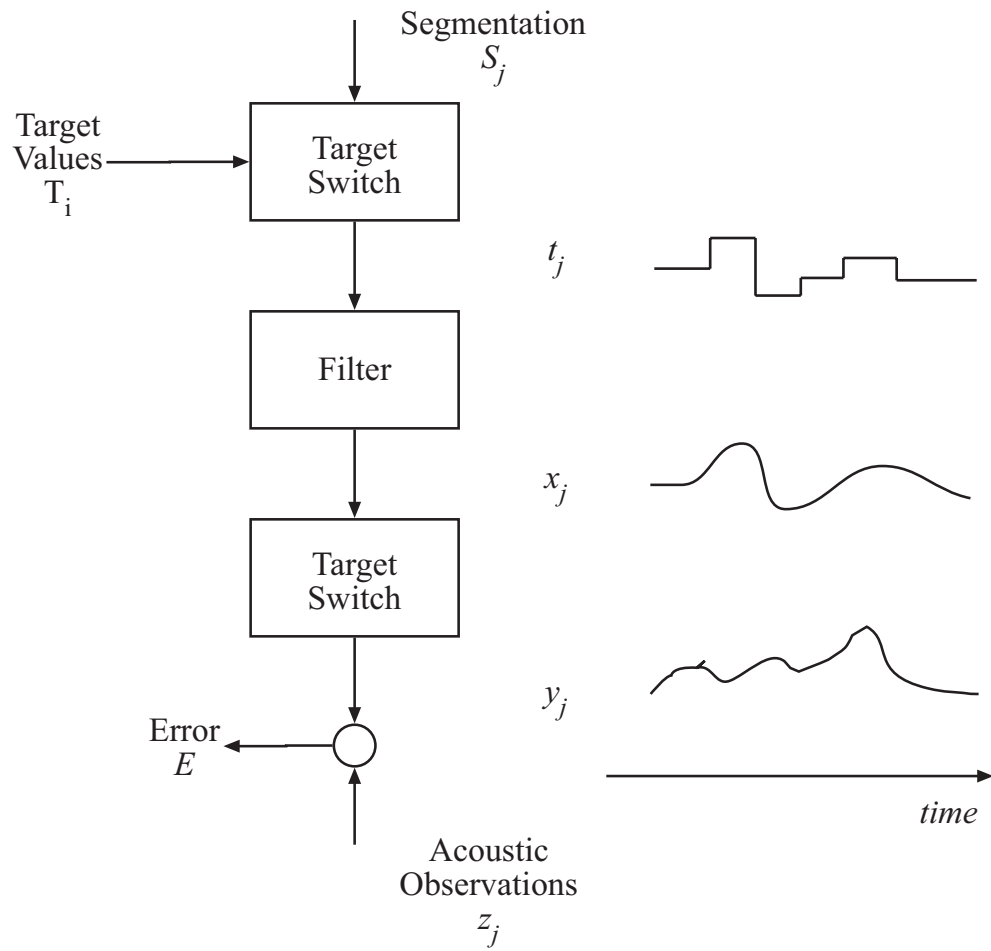 Segmentation
S_j
Target
Values
T_i
Target
Switch
t_j
Filter
x_j
Target
Switch
y_j
Error
E
time
Acoustic
Observations
z_j